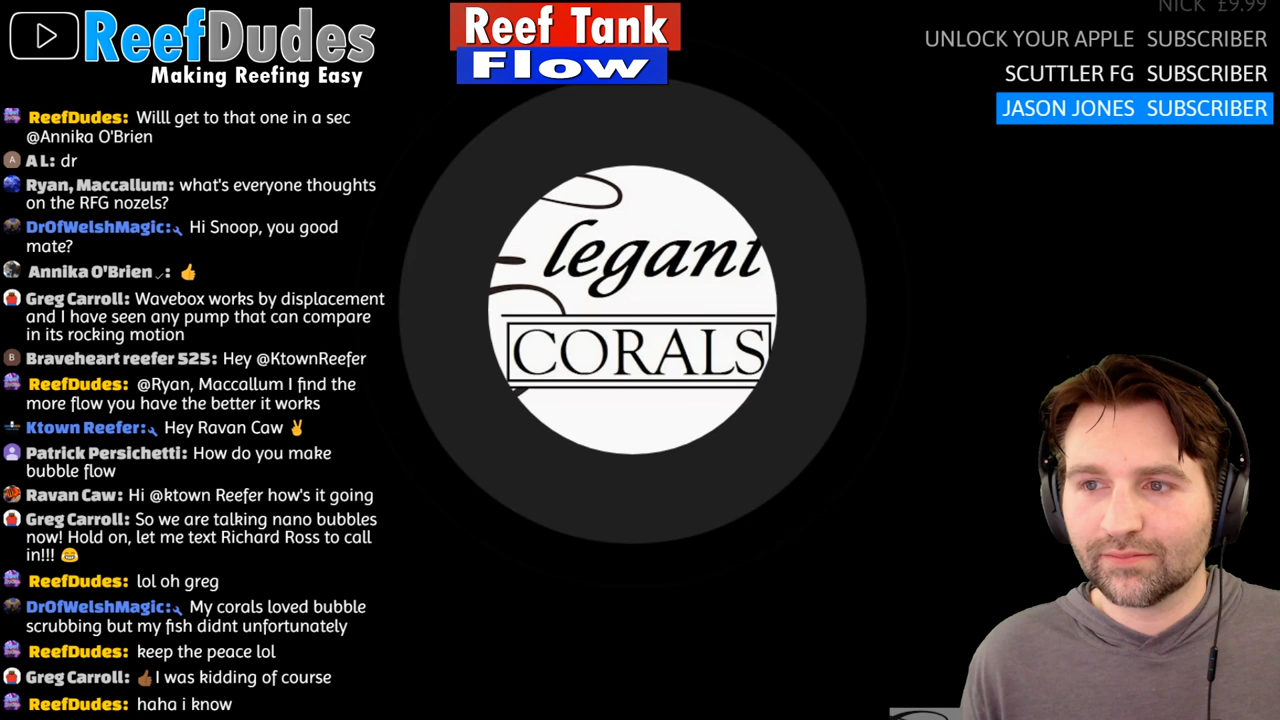 ReefDudes
Making Reefing Easy
Reef Tank
Flow
NICK £9.99
UNLOCK YOUR APPLE SUBSCRIBER
SCUTTLER FG SUBSCRIBER
JASON JONES SUBSCRIBER
ReefDudes: Willl get to that one in a sec
@Annika O'Brien
A
A L: dr
Ryan, Maccallum: what's everyone thoughts
on the RFG nozels?
DrOfWelshMagic: Hi Snoop, you good
mate?
Annika O'Brien: 👍
Greg Carroll: Wavebox works by displacement
and I have seen any pump that can compare
in its rocking motion
B
Braveheart reefer 525: Hey @KtownReefer
ReefDudes: @Ryan, Maccallum I find the
more flow you have the better it works
Ktown Reefer: Hey Ravan Caw ✌️
Patrick Persichetti: How do you make
bubble flow
Ravan Caw: Hi @ktown Reefer how's it going
Greg Carroll: So we are talking nano bubbles
now! Hold on, let me text Richard Ross to call
in!!! 😂
ReefDudes: lol oh greg
DrOfWelshMagic: My corals loved bubble
scrubbing but my fish didnt unfortunately
ReefDudes: keep the peace lol
Greg Carroll: 👍🏾I was kidding of course
ReefDudes: haha i know
legant
CORALS